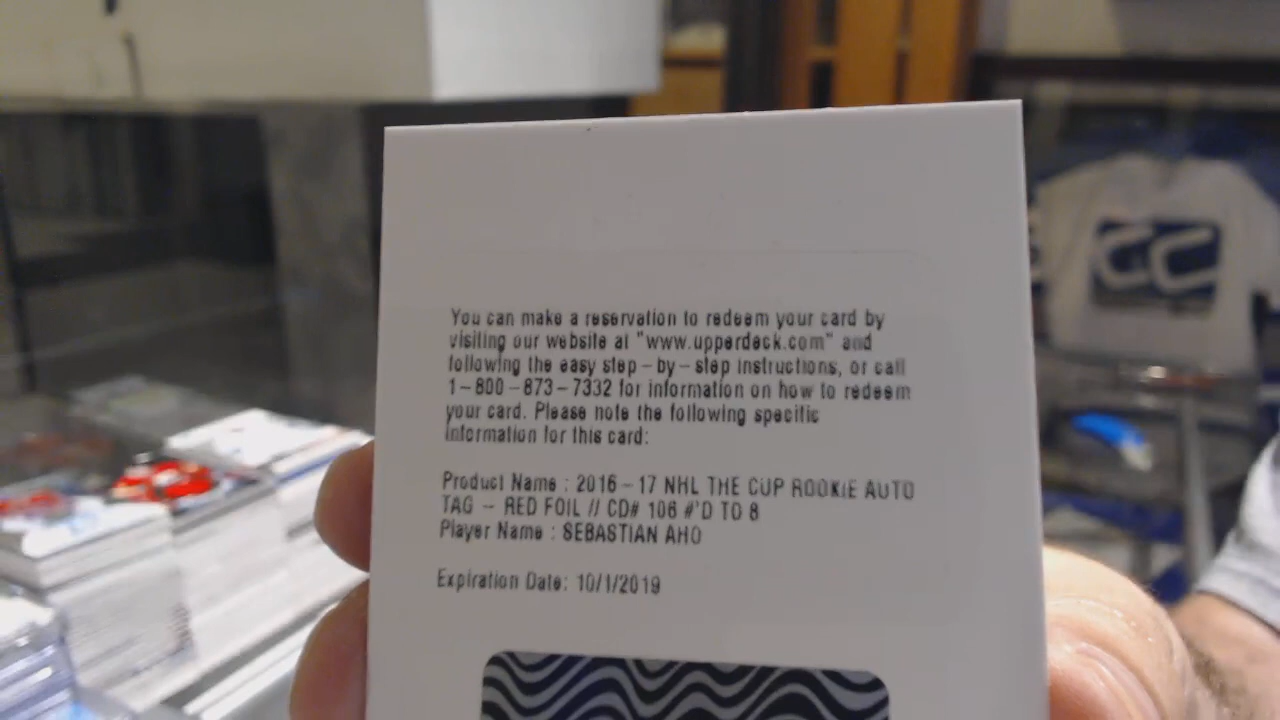 You can make a reservation to redeem your card by
visiting our website at "www.upperdeck.com" and
following the easy step-by-step instructions, or call
1-800-873-7332 for information on how to redeem
your card. Please note the following specific
information for this card:
Product Name : 2016-17 NHL THE CUP ROOKIE AUTO
TAG - RED FOIL // CD# 106 #'D TO 8
Player Name : SEBASTIAN AHO
Expiration Date: 10/1/2019
CC